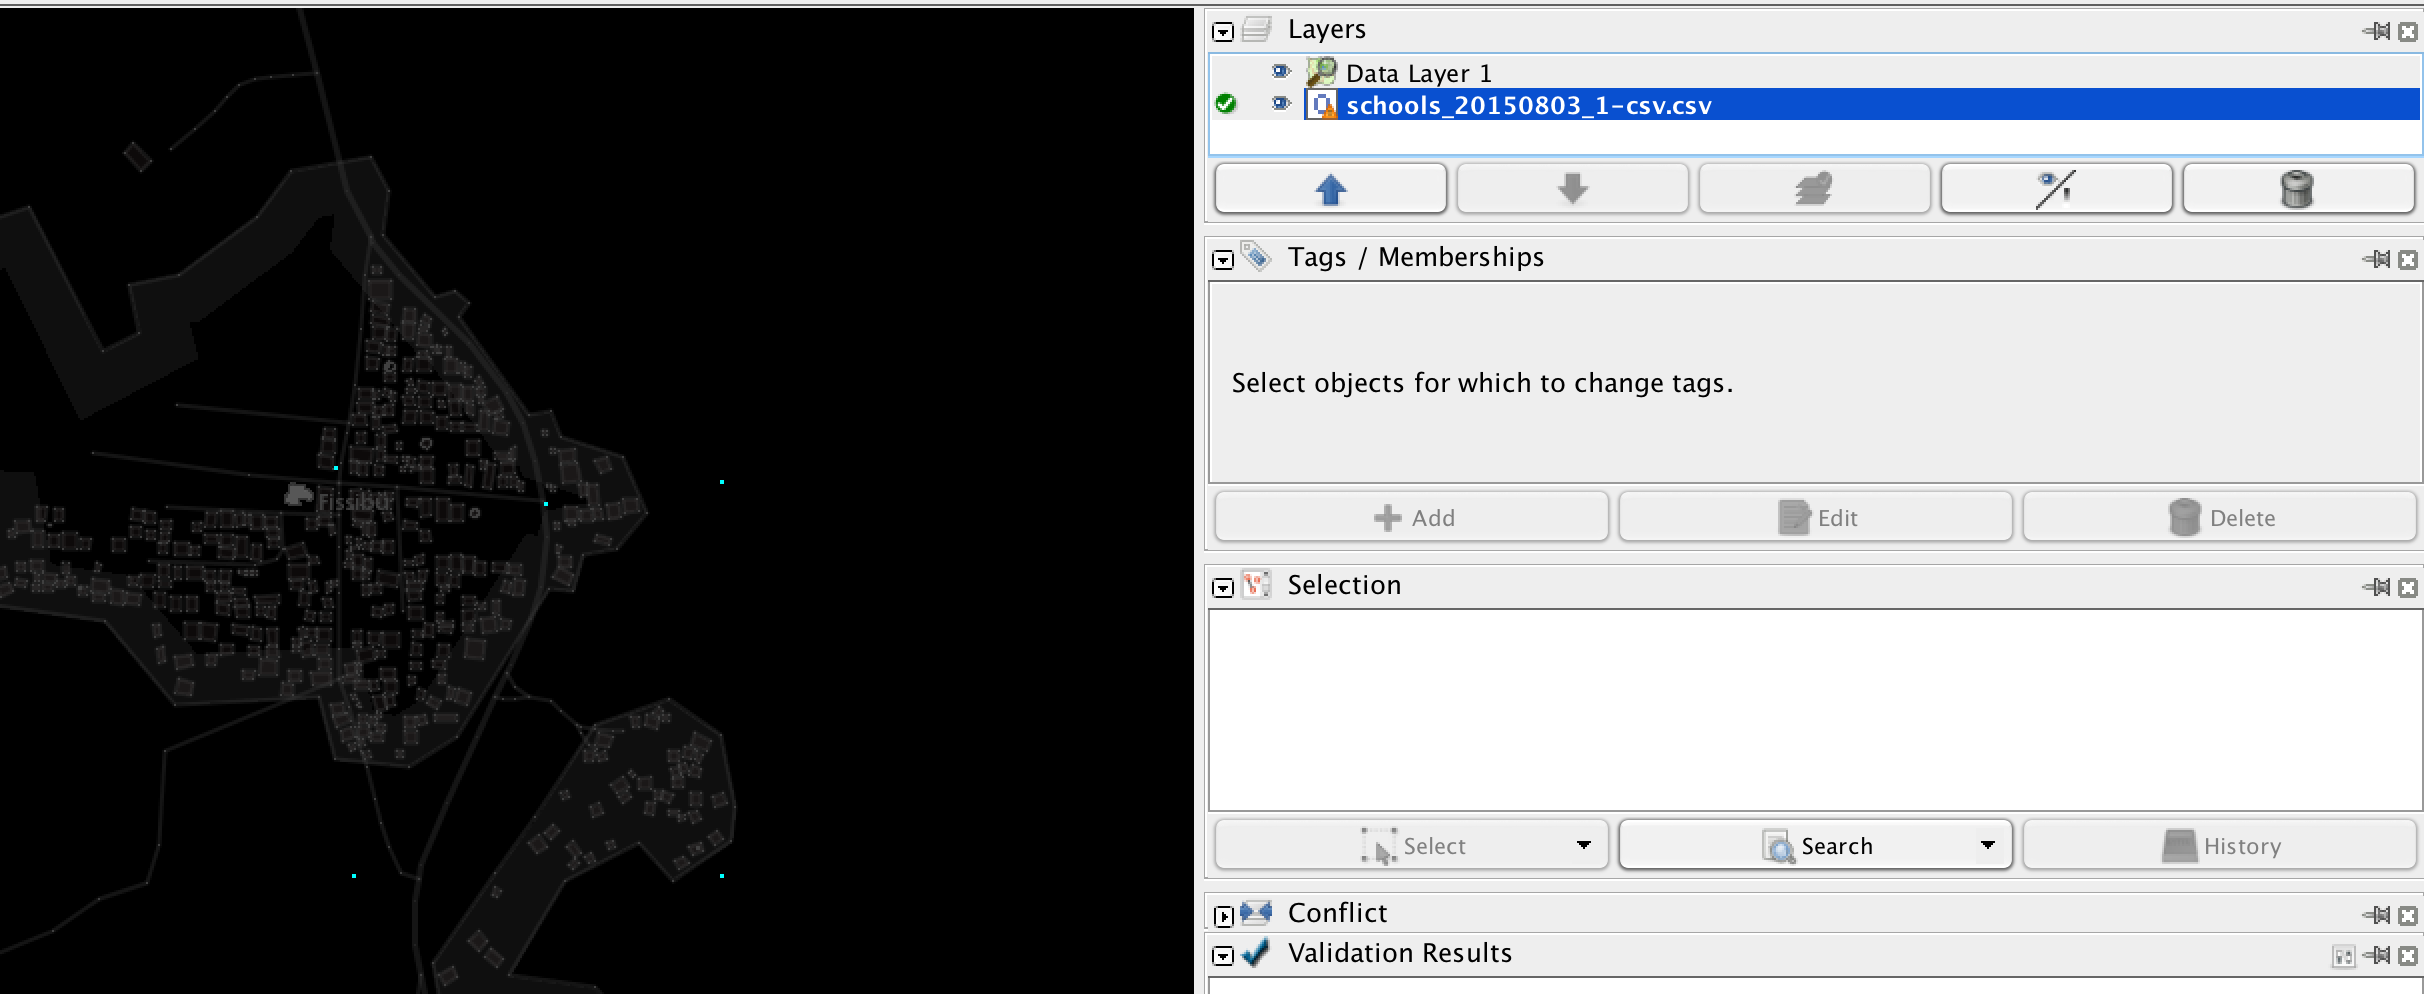 Layers
Data Layer 1
schools_20150803_1-csv.csv
Tags / Memberships
Select objects for which to change tags.
Add
Edit
Delete
Selection
Select
Search
History
Conflict
Validation Results
Fissibu